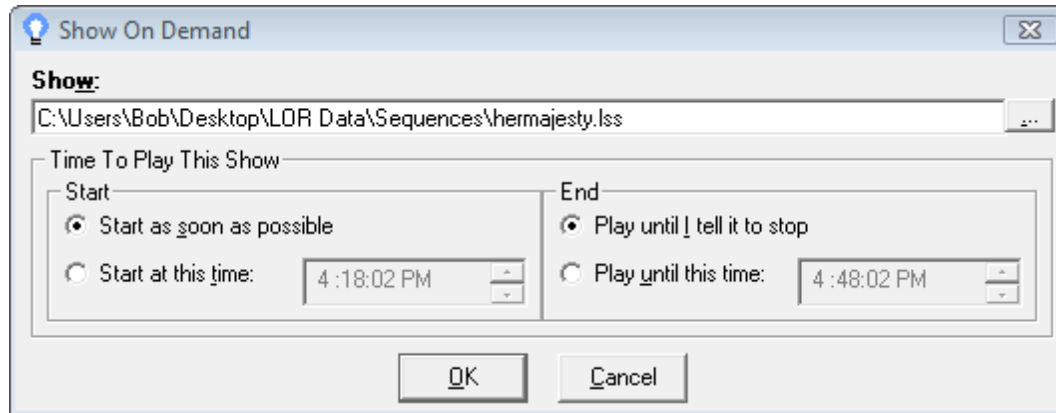 Show On Demand
Show:
C:\Users\Bob\Desktop\LOR Data\Sequences\hermajesty.lss
...
Time To Play This Show
Start
Start as soon as possible
Start at this time:
4 :18:02 PM
End
Play until I tell it to stop
Play until this time:
4 :48:02 PM
OK
Cancel